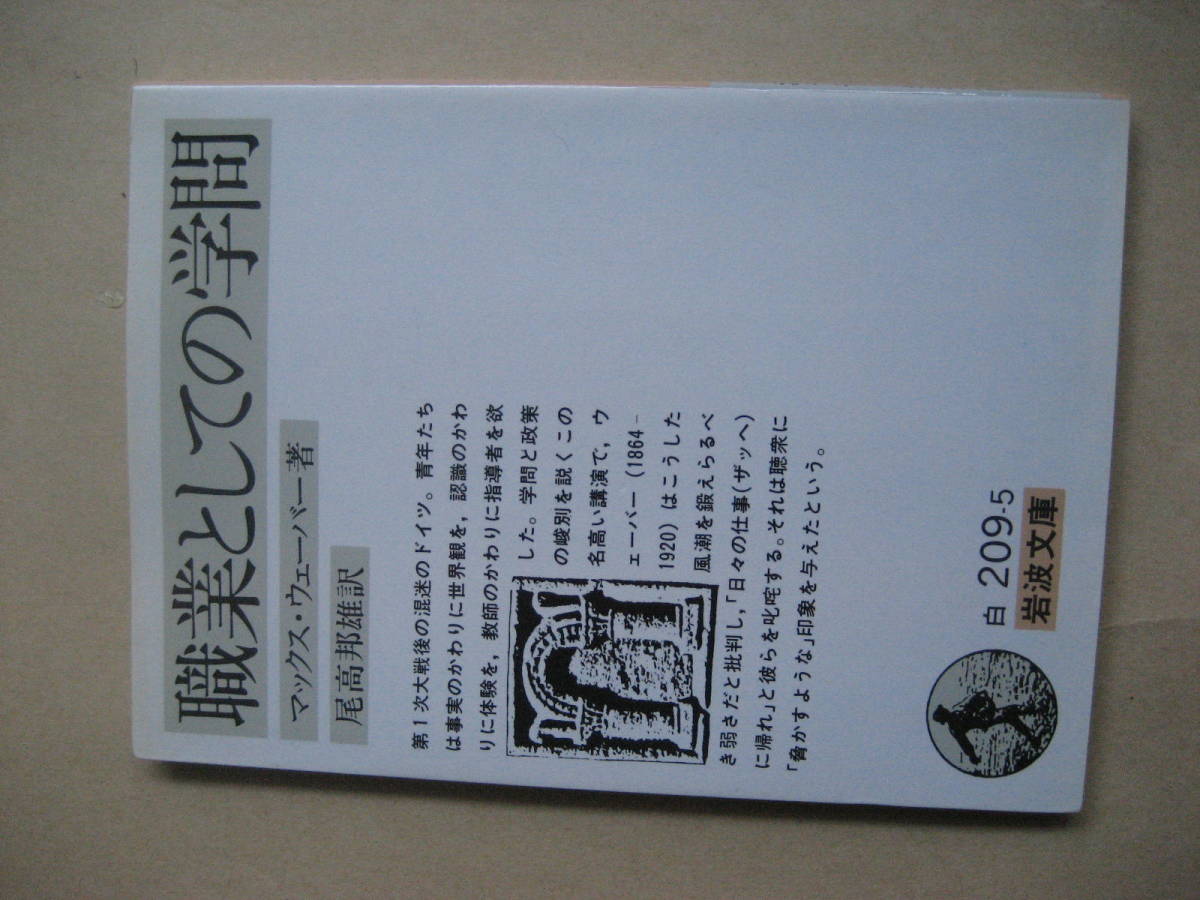 職業としての学問
マックス・ウェーバー著
尾高邦雄訳
第1次大戦後の混迷のドイツ。青年たち
は事実のかわりに世界観を，認識のかわ
りに体験を，教師のかわりに指導者を欲
した。学問と政策
の峻別を説くこの
名高い講演で，ウ
ェーバー（1864–
1920）はこうした
風潮を鍛えらるべ
き弱さだと批判し，「日々の仕事（ザッヘ）
に帰れ」と彼らを叱咤する。それは聴衆に
「脅かすような」印象を与えたという。
白 209-5
岩波文庫